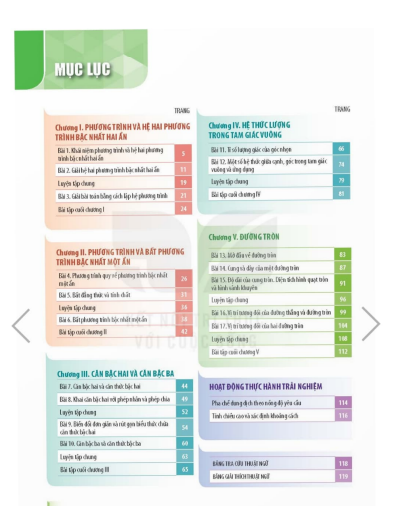 MỤC LỤC
TRANG
Chương I. PHƯƠNG TRÌNH VÀ HỆ HAI PHƯƠNG
TRÌNH BẬC NHẤT HAI ẨN
Bài 1. Khái niệm phương trình và hệ hai phương
trình bậc nhất hai ẩn 5
Bài 2. Giải hệ hai phương trình bậc nhất hai ẩn 11
Luyện tập chung 19
Bài 3. Giải bài toán bằng cách lập hệ phương trình 21
Bài tập cuối chương I 24
Chương II. PHƯƠNG TRÌNH VÀ BẤT PHƯƠNG
TRÌNH BẬC NHẤT MỘT ẨN
Bài 4. Phương trình quy về phương trình bậc nhất
một ẩn 26
Bài 5. Bất đẳng thức và tính chất 31
Luyện tập chung
Bài 6. Bất phương trình bậc nhất một ẩn 38
Bài tập cuối chương II 42
Chương III. CĂN BẬC HAI VÀ CĂN BẬC BA
Bài 7. Căn bậc hai và căn thức bậc hai 44
Bài 8. Khai căn bậc hai với phép nhân và phép chia 49
Luyện tập chung 52
Bài 9. Biến đổi đơn giản và rút gọn biểu thức chứa
căn thức bậc hai 54
Bài 10. Căn bậc ba và căn thức bậc ba 60
Luyện tập chung 63
Bài tập cuối chương III 65
TRANG
Chương IV. HỆ THỨC LƯỢNG
TRONG TAM GIÁC VUÔNG
Bài 11. Tỉ số lượng giác của góc nhọn 66
Bài 12. Một số hệ thức giữa cạnh, góc trong tam giác
vuông và ứng dụng 74
Luyện tập chung 79
Bài tập cuối chương IV 81
Chương V. ĐƯỜNG TRÒN
Bài 13. Mở đầu về đường tròn 83
Bài 14. Cung và dây của một đường tròn 87
Bài 15. Độ dài của cung tròn. Diện tích hình quạt tròn
và hình vành khuyên 91
Luyện tập chung 96
Bài 16. Vị trí tương đối của đường thẳng và đường tròn 99
Bài 17. Vị trí tương đối của hai đường tròn 104
Luyện tập chung 108
Bài tập cuối chương V 112
HOẠT ĐỘNG THỰC HÀNH TRẢI NGHIỆM
Pha chế dung dịch theo nồng độ yêu cầu 114
Tính chiều cao và xác định khoảng cách 116
BẢNG TRA CỨU THUẬT NGỮ 118
BẢNG GIẢI THÍCH THUẬT NGỮ 119